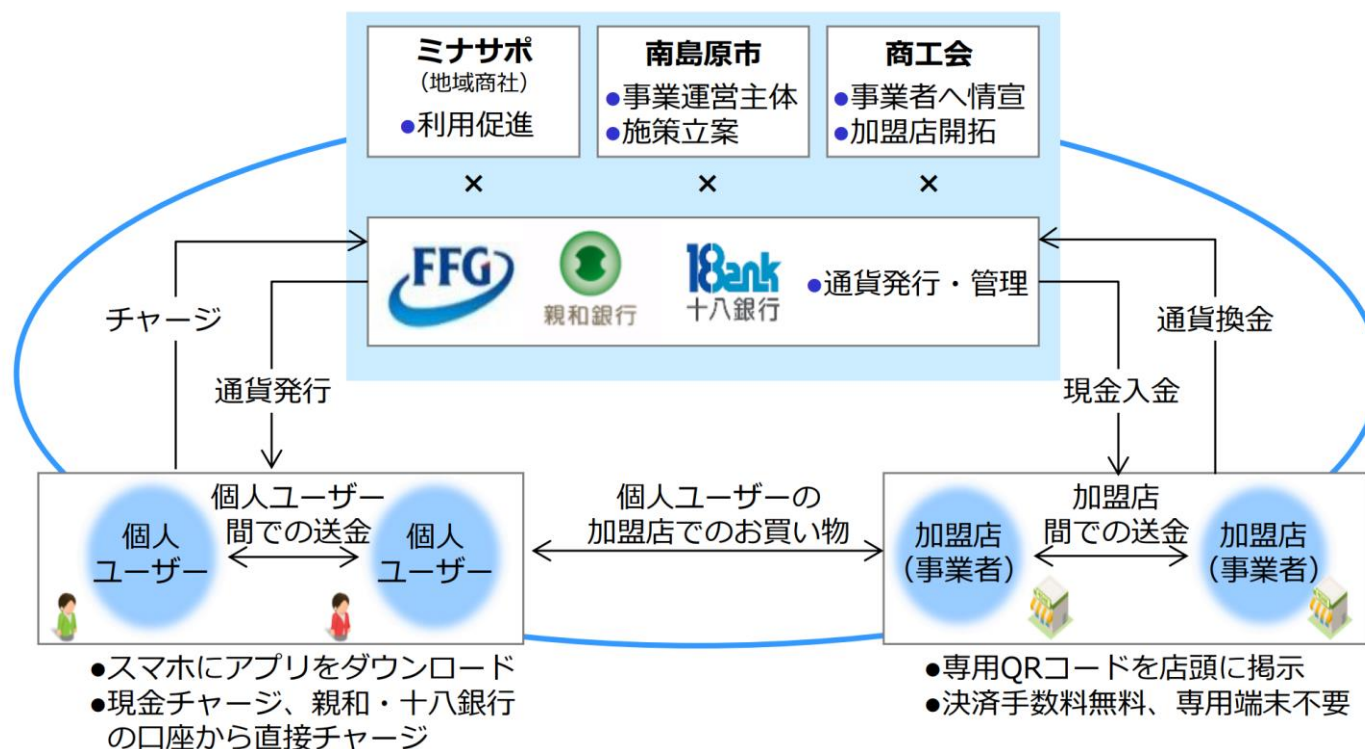 ミナサポ
（地域商社）
●利用促進
南島原市
●事業運営主体
●施策立案
商工会
●事業者へ情宣
●加盟店開拓
×
×
×
FFG
親和銀行
18Bank
十八銀行
●通貨発行・管理
チャージ
通貨発行
現金入金
通貨換金
個人
ユーザー
個人ユーザー
間での送金
個人
ユーザー
個人ユーザーの
加盟店でのお買い物
加盟店
（事業者）
加盟店
間での送金
加盟店
（事業者）
●スマホにアプリをダウンロード
●現金チャージ、親和・十八銀行
の口座から直接チャージ
●専用QRコードを店頭に掲示
●決済手数料無料、専用端末不要